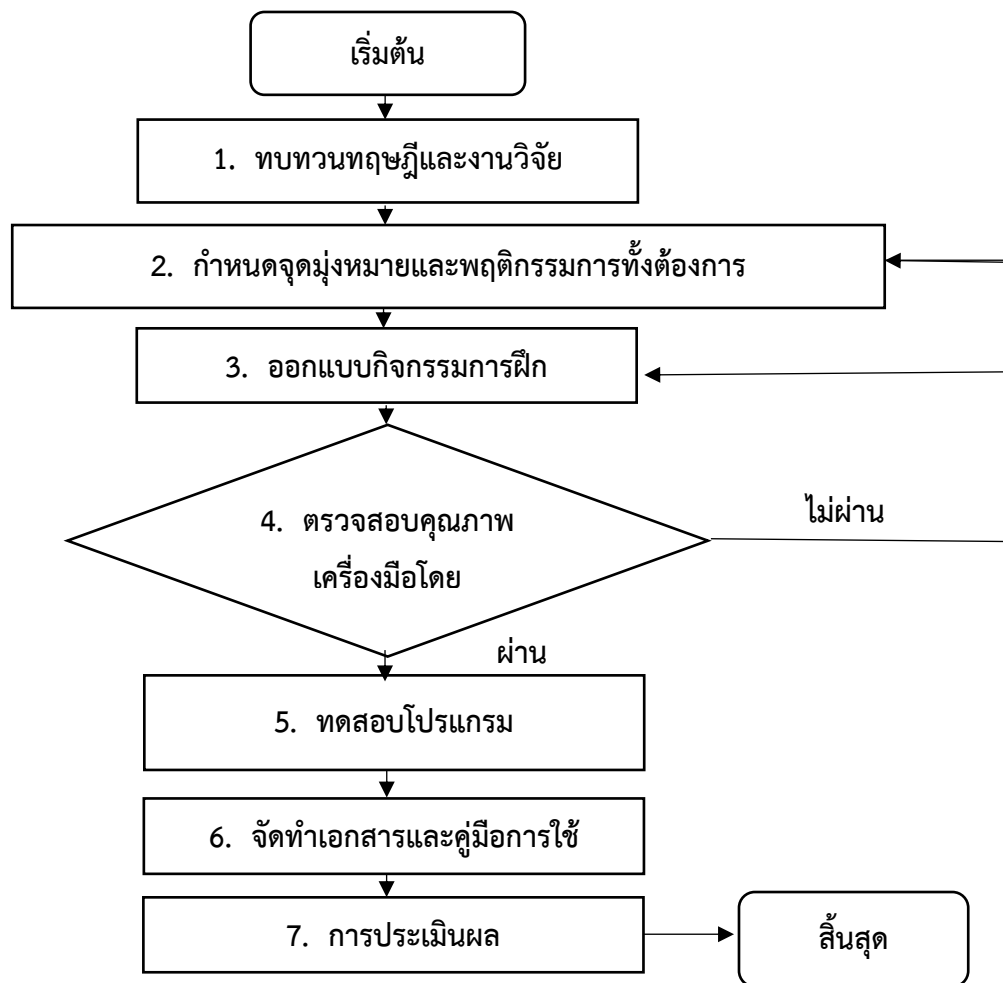 เริ่มต้น
1. ทบทวนทฤษฎีและงานวิจัย
2. กำหนดจุดมุ่งหมายและพฤติกรรมการทั้งต้องการ
3. ออกแบบกิจกรรมการฝึก
4. ตรวจสอบคุณภาพ
เครื่องมือโดย
ไม่ผ่าน
ผ่าน
5. ทดสอบโปรแกรม
6. จัดทำเอกสารและคู่มือการใช้
7. การประเมินผล
สิ้นสุด